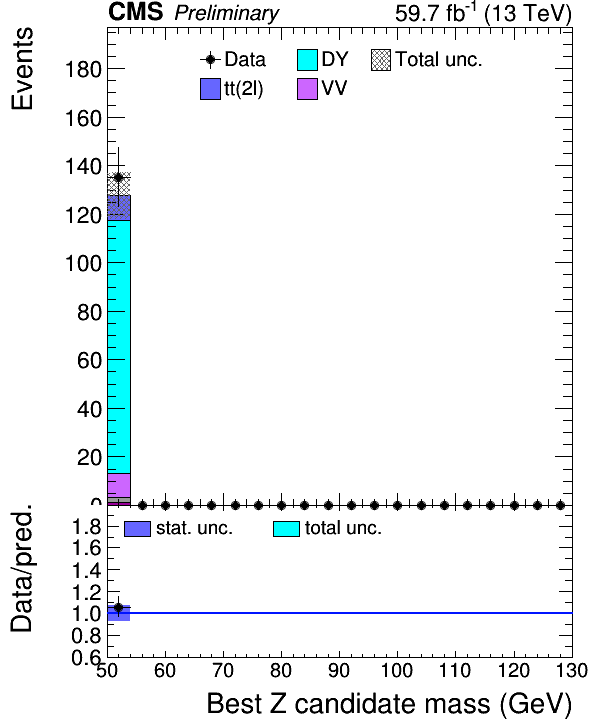 CMS Preliminary 59.7 fb⁻¹ (13 TeV)
Events
Data DY Total unc.
tt(2l) VV
180
160
140
120
100
80
60
40
20
0
Data/pred.
stat. unc. total unc.
1.8
1.6
1.4
1.2
1.0
0.8
0.6
50 60 70 80 90 100 110 120 130
Best Z candidate mass (GeV)